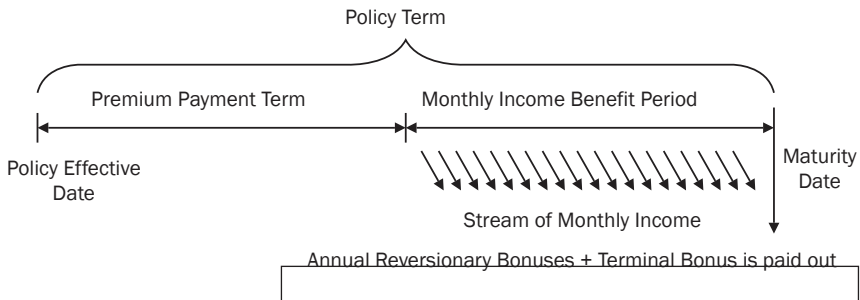 Policy Term
Premium Payment Term
Monthly Income Benefit Period
Policy Effective
Date
Maturity
Date
Stream of Monthly Income
Annual Reversionary Bonuses + Terminal Bonus is paid out